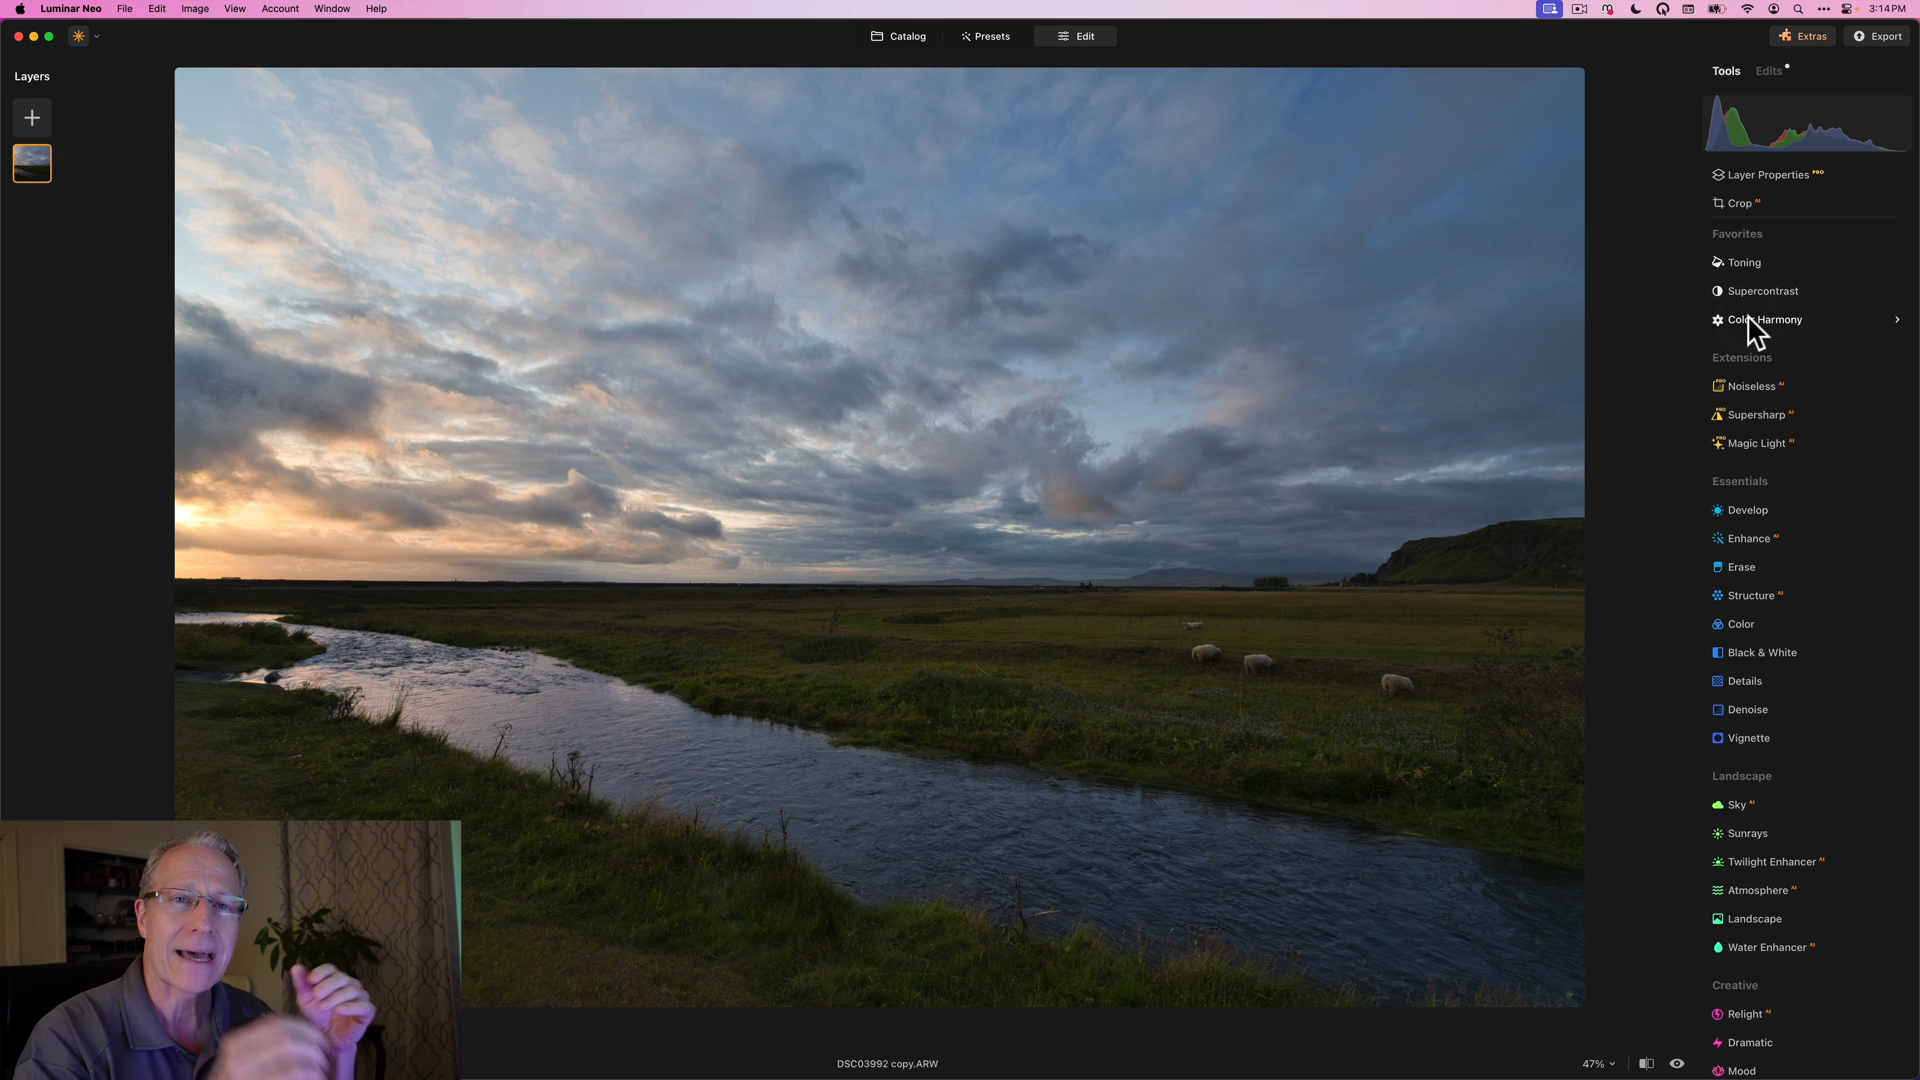 Luminar Neo File Edit Image View Account Window Help 3:14 PM
Catalog Presets Edit Extras Export
Layers
Tools Edits
Layer Properties PRO
Crop AI
Favorites
Toning
Supercontrast
Color Harmony
Extensions
PRO Noiseless AI
PRO Supersharp AI
PRO Magic Light AI
Essentials
Develop
Enhance AI
Erase
Structure AI
Color
Black & White
Details
Denoise
Vignette
Landscape
Sky AI
Sunrays
Twilight Enhancer AI
Atmosphere AI
Landscape
Water Enhancer AI
Creative
Relight AI
Dramatic
Mood
DSC03992 copy.ARW 47%